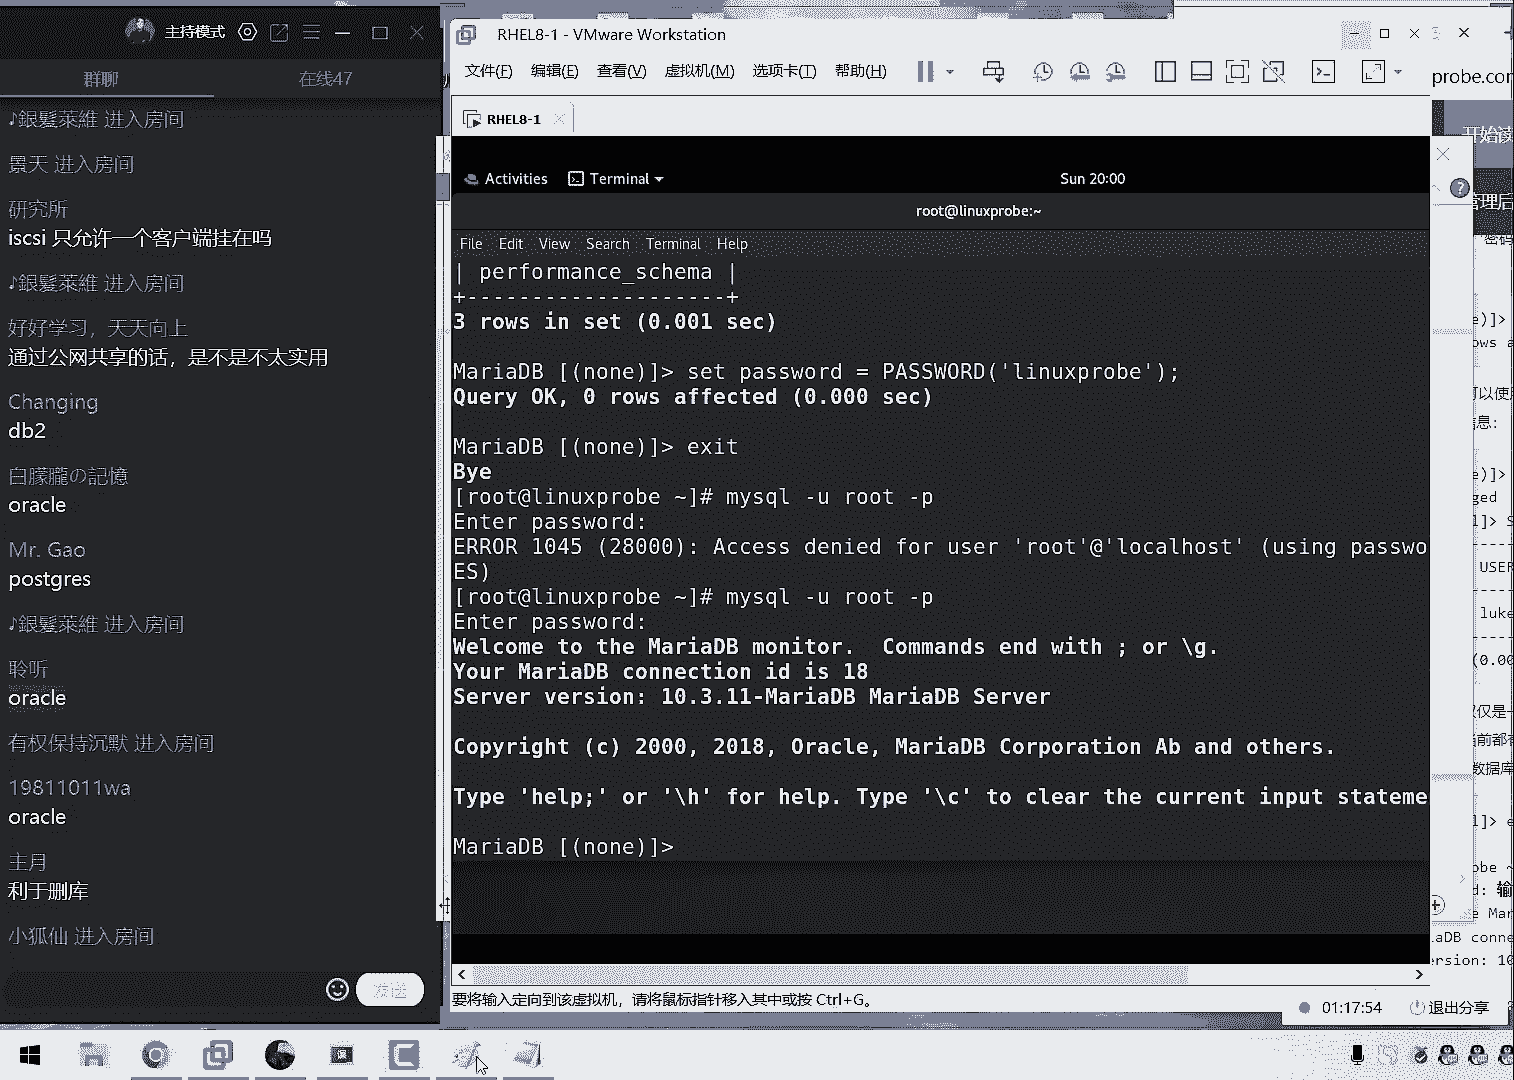 主持模式
群聊
在线47
♪銀髮萊維 进入房间
景天 进入房间
研究所
iscsi 只允许一个客户端挂在吗
♪銀髮萊維 进入房间
好好学习，天天向上
通过公网共享的话，是不是不太实用
Changing
db2
白朦朧の記憶
oracle
Mr. Gao
postgres
♪銀髮萊維 进入房间
聆听
oracle
有权保持沉默 进入房间
19811011wa
oracle
主月
利于删库
小狐仙 进入房间
发送
RHEL8-1 - VMware Workstation
文件(F) 编辑(E) 查看(V) 虚拟机(M) 选项卡(T) 帮助(H)
RHEL8-1
Activities Terminal Sun 20:00
root@linuxprobe:~
File Edit View Search Terminal Help
| performance_schema |
+--------------------+
3 rows in set (0.001 sec)
MariaDB [(none)]> set password = PASSWORD('linuxprobe');
Query OK, 0 rows affected (0.000 sec)
MariaDB [(none)]> exit
Bye
[root@linuxprobe ~]# mysql -u root -p
Enter password:
ERROR 1045 (28000): Access denied for user 'root'@'localhost' (using passwo
ES)
[root@linuxprobe ~]# mysql -u root -p
Enter password:
Welcome to the MariaDB monitor.  Commands end with ; or \g.
Your MariaDB connection id is 18
Server version: 10.3.11-MariaDB MariaDB Server
Copyright (c) 2000, 2018, Oracle, MariaDB Corporation Ab and others.
Type 'help;' or '\h' for help. Type '\c' to clear the current input stateme
MariaDB [(none)]>
要将输入定向到该虚拟机，请将鼠标指针移入其中或按 Ctrl+G。
probe.com
开始读
管理后
密码
)]>
ows a
可以使用
息：
)]>
ged
]> S
USER
luke
(0.00
仅仅是一
当前都有
数据库
]> e
obe ~
d: 输
e Mar
iaDB conne
ersion: 10
01:17:54
退出分享